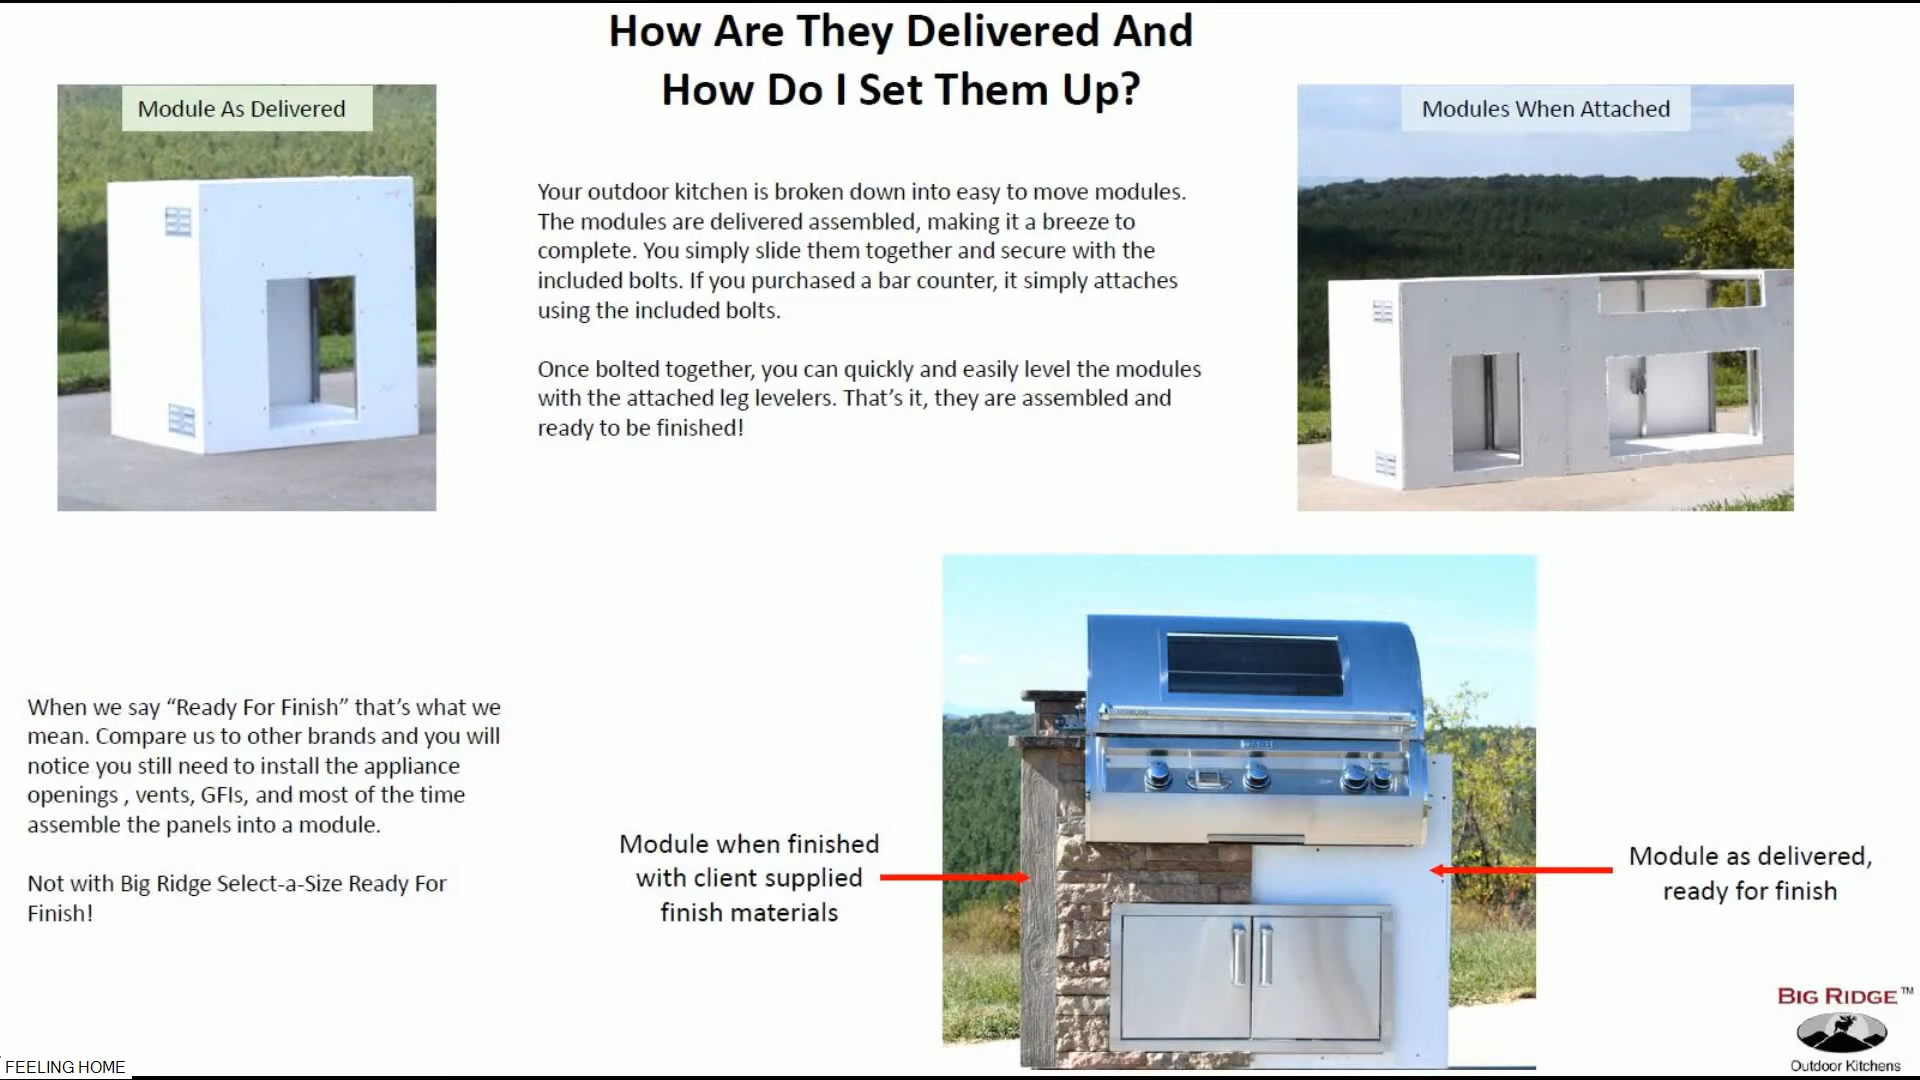 How Are They Delivered And
How Do I Set Them Up?
Module As Delivered
Modules When Attached
Your outdoor kitchen is broken down into easy to move modules.
The modules are delivered assembled, making it a breeze to
complete. You simply slide them together and secure with the
included bolts. If you purchased a bar counter, it simply attaches
using the included bolts.
Once bolted together, you can quickly and easily level the modules
with the attached leg levelers. That’s it, they are assembled and
ready to be finished!
When we say “Ready For Finish” that’s what we
mean. Compare us to other brands and you will
notice you still need to install the appliance
openings , vents, GFIs, and most of the time
assemble the panels into a module.
Not with Big Ridge Select-a-Size Ready For
Finish!
Module when finished
with client supplied
finish materials
Module as delivered,
ready for finish
BIG RIDGE™
Outdoor Kitchens
FEELING HOME